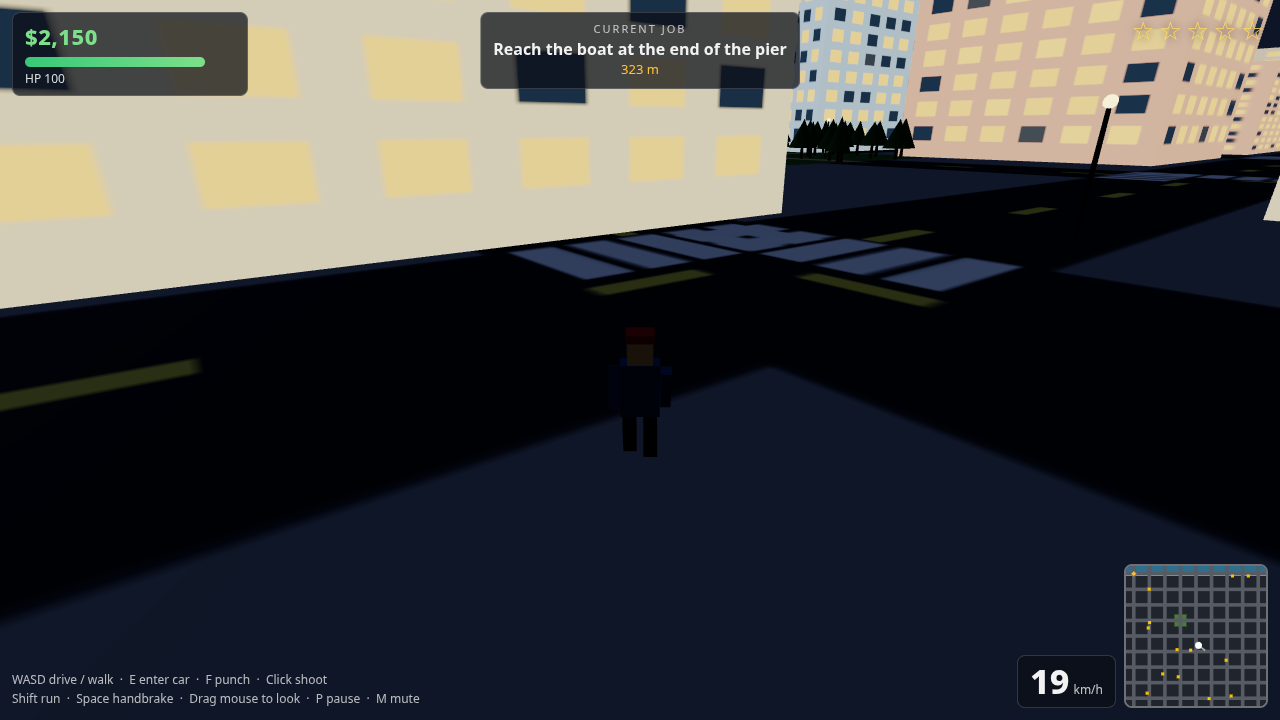 $2,150
HP 100
CURRENT JOB
Reach the boat at the end of the pier
323 m
☆ ☆ ☆ ☆ ☆
WASD drive / walk · E enter car · F punch · Click shoot
Shift run · Space handbrake · Drag mouse to look · P pause · M mute
19 km/h